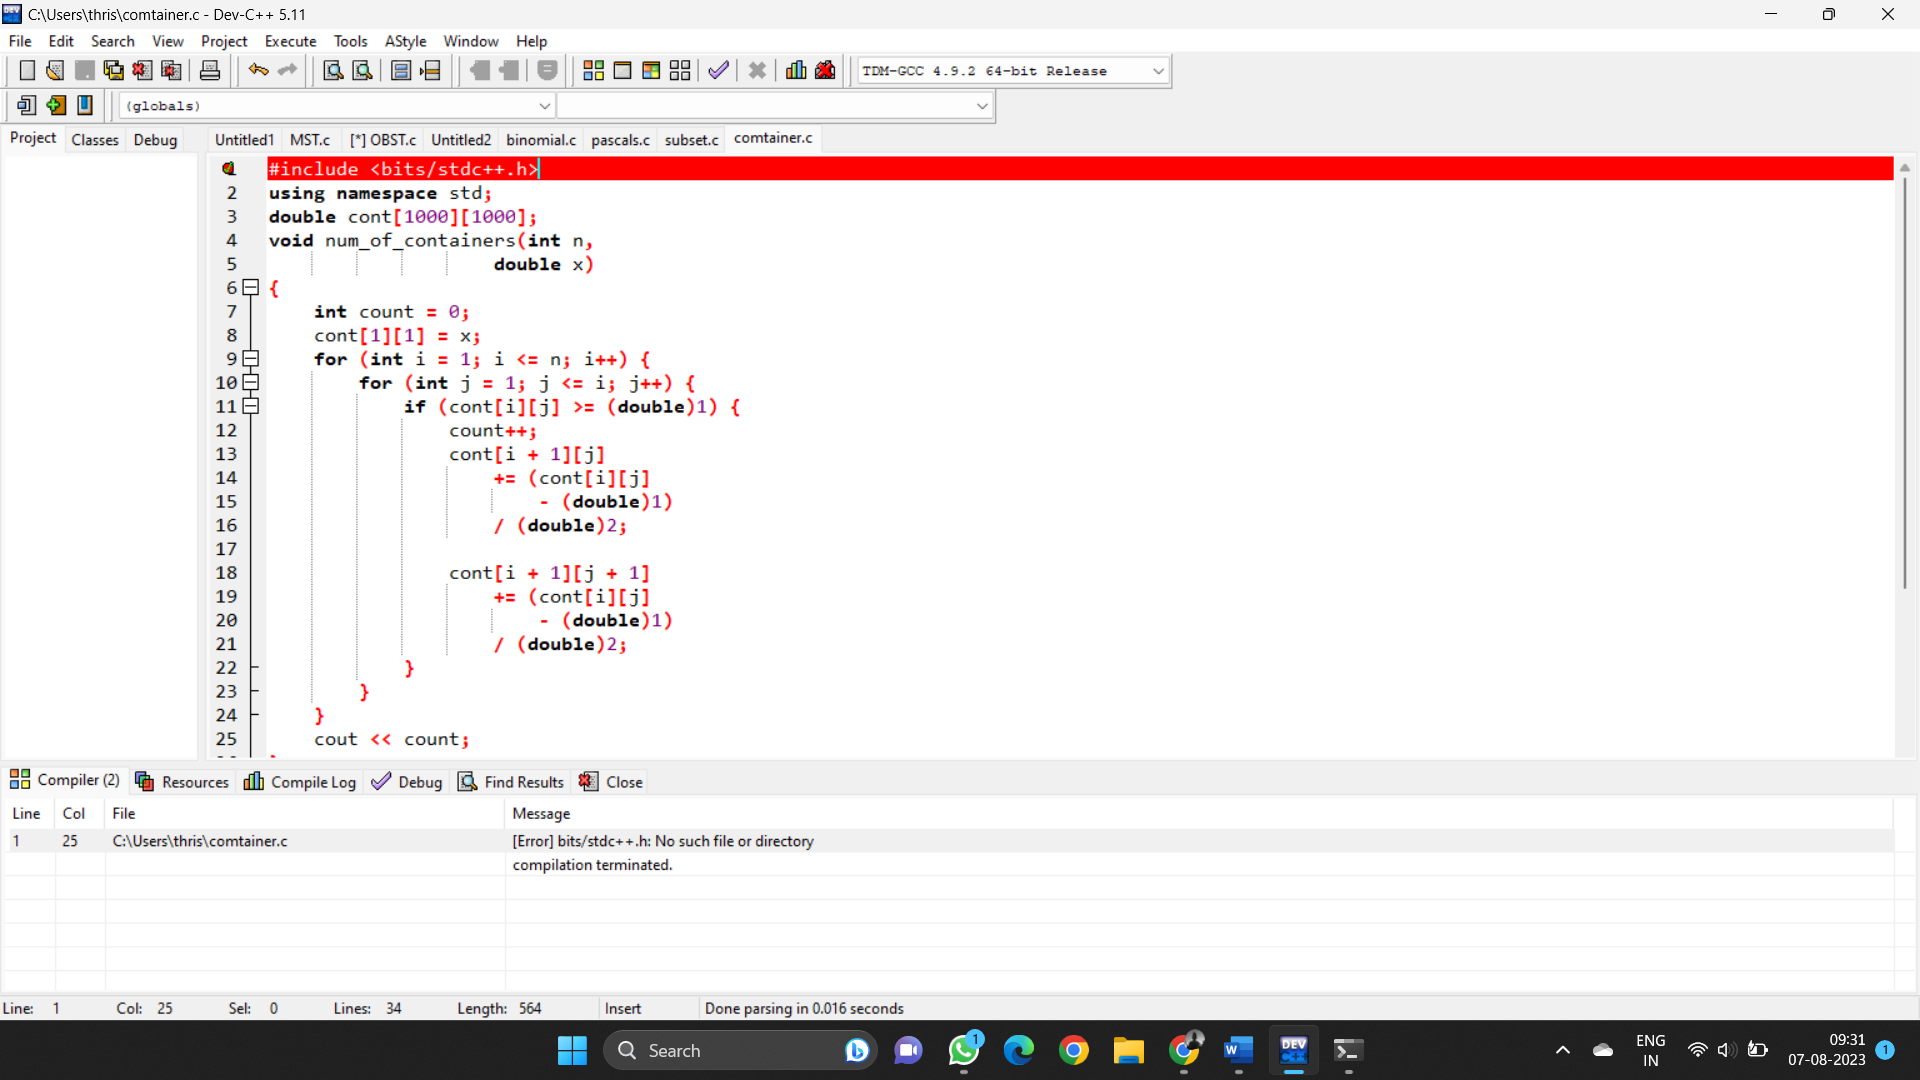 C:\Users\thris\comtainer.c - Dev-C++ 5.11
File Edit Search View Project Execute Tools AStyle Window Help
TDM-GCC 4.9.2 64-bit Release
(globals)
Project Classes Debug Untitled1 MST.c [*] OBST.c Untitled2 binomial.c pascals.c subset.c comtainer.c
#include <bits/stdc++.h>
2 using namespace std;
3 double cont[1000][1000];
4 void num_of_containers(int n,
5 double x)
6 {
7 int count = 0;
8 cont[1][1] = x;
9 for (int i = 1; i <= n; i++) {
10 for (int j = 1; j <= i; j++) {
11 if (cont[i][j] >= (double)1) {
12 count++;
13 cont[i + 1][j]
14 += (cont[i][j]
15 - (double)1)
16 / (double)2;
17
18 cont[i + 1][j + 1]
19 += (cont[i][j]
20 - (double)1)
21 / (double)2;
22 }
23 }
24 }
25 cout << count;
Compiler (2) Resources Compile Log Debug Find Results Close
Line Col File Message
1 25 C:\Users\thris\comtainer.c [Error] bits/stdc++.h: No such file or directory
compilation terminated.
Line: 1 Col: 25 Sel: 0 Lines: 34 Length: 564 Insert Done parsing in 0.016 seconds
Search
1
W
DEV
C++
ENG
IN
09:31
07-08-2023
1